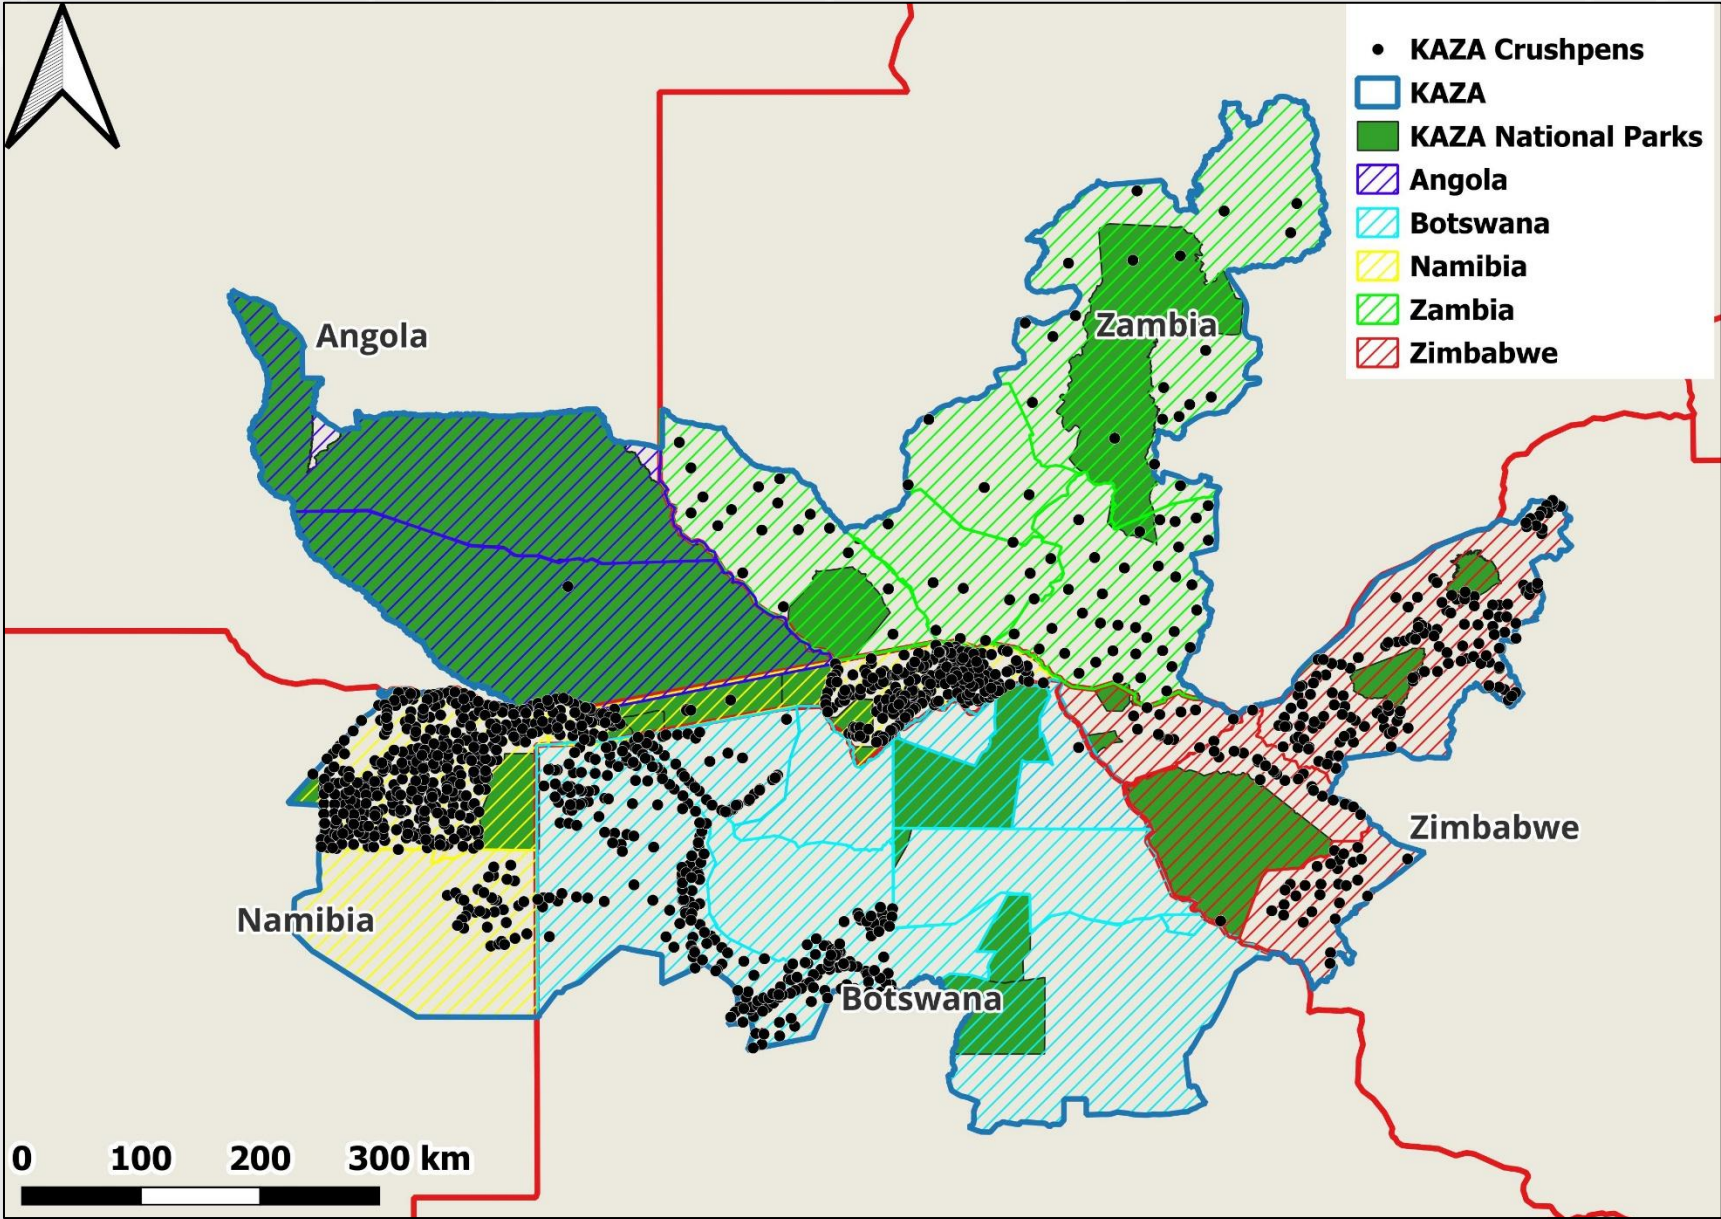 KAZA Crushpens
KAZA
KAZA National Parks
Angola
Botswana
Namibia
Zambia
Zimbabwe
Angola
Zambia
Zimbabwe
Namibia
Botswana
0 100 200 300 km